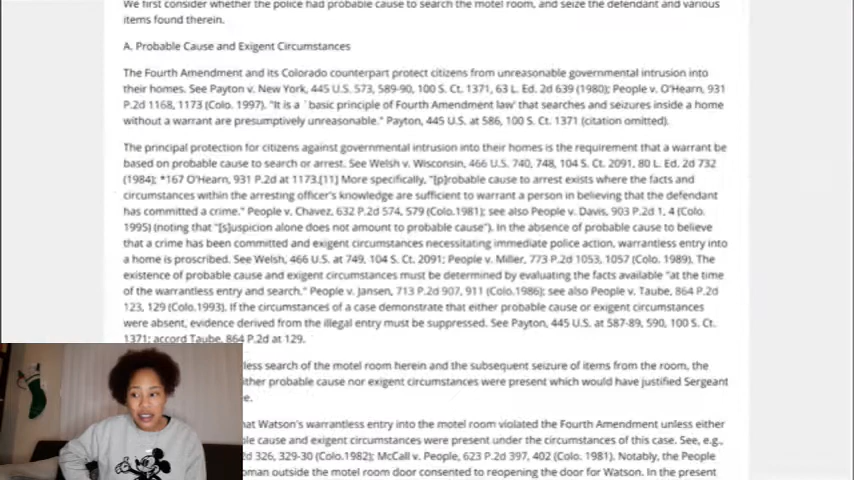 We first consider whether the police had probable cause to search the motel room, and seize the defendant and various
items found therein.
A. Probable Cause and Exigent Circumstances
The Fourth Amendment and its Colorado counterpart protect citizens from unreasonable governmental intrusion into
their homes. See Payton v. New York, 445 U.S. 573, 589-90, 100 S. Ct. 1371, 63 L. Ed. 2d 639 (1980); People v. O'Hearn, 931
P.2d 1168, 1173 (Colo. 1997). "It is a `basic principle of Fourth Amendment law' that searches and seizures inside a home
without a warrant are presumptively unreasonable." Payton, 445 U.S. at 586, 100 S. Ct. 1371 (citation omitted).
The principal protection for citizens against governmental intrusion into their homes is the requirement that a warrant be
based on probable cause to search or arrest. See Welsh v. Wisconsin, 466 U.S. 740, 748, 104 S. Ct. 2091, 80 L. Ed. 2d 732
(1984); *167 O'Hearn, 931 P.2d at 1173.[11] More specifically, "[p]robable cause to arrest exists where the facts and
circumstances within the arresting officer's knowledge are sufficient to warrant a person in believing that the defendant
has committed a crime." People v. Chavez, 632 P.2d 574, 579 (Colo.1981); see also People v. Davis, 903 P.2d 1, 4 (Colo.
1995) (noting that "[s]uspicion alone does not amount to probable cause"). In the absence of probable cause to believe
that a crime has been committed and exigent circumstances necessitating immediate police action, warrantless entry into
a home is proscribed. See Welsh, 466 U.S. at 749, 104 S. Ct. 2091; People v. Miller, 773 P.2d 1053, 1057 (Colo. 1989). The
existence of probable cause and exigent circumstances must be determined by evaluating the facts available "at the time
of the warrantless entry and search." People v. Jansen, 713 P.2d 907, 911 (Colo.1986); see also People v. Taube, 864 P.2d
123, 129 (Colo.1993). If the circumstances of a case demonstrate that either probable cause or exigent circumstances
were absent, evidence derived from the illegal entry must be suppressed. See Payton, 445 U.S. at 587-89, 590, 100 S. Ct.
1371; accord Taube, 864 P.2d at 129.
less search of the motel room herein and the subsequent seizure of items from the room, the
ither probable cause nor exigent circumstances were present which would have justified Sergeant
e.
hat Watson's warrantless entry into the motel room violated the Fourth Amendment unless either
le cause and exigent circumstances were present under the circumstances of this case. See, e.g.,
2d 326, 329-30 (Colo.1982); McCall v. People, 623 P.2d 397, 402 (Colo. 1981). Notably, the People
oman outside the motel room door consented to reopening the door for Watson. In the present